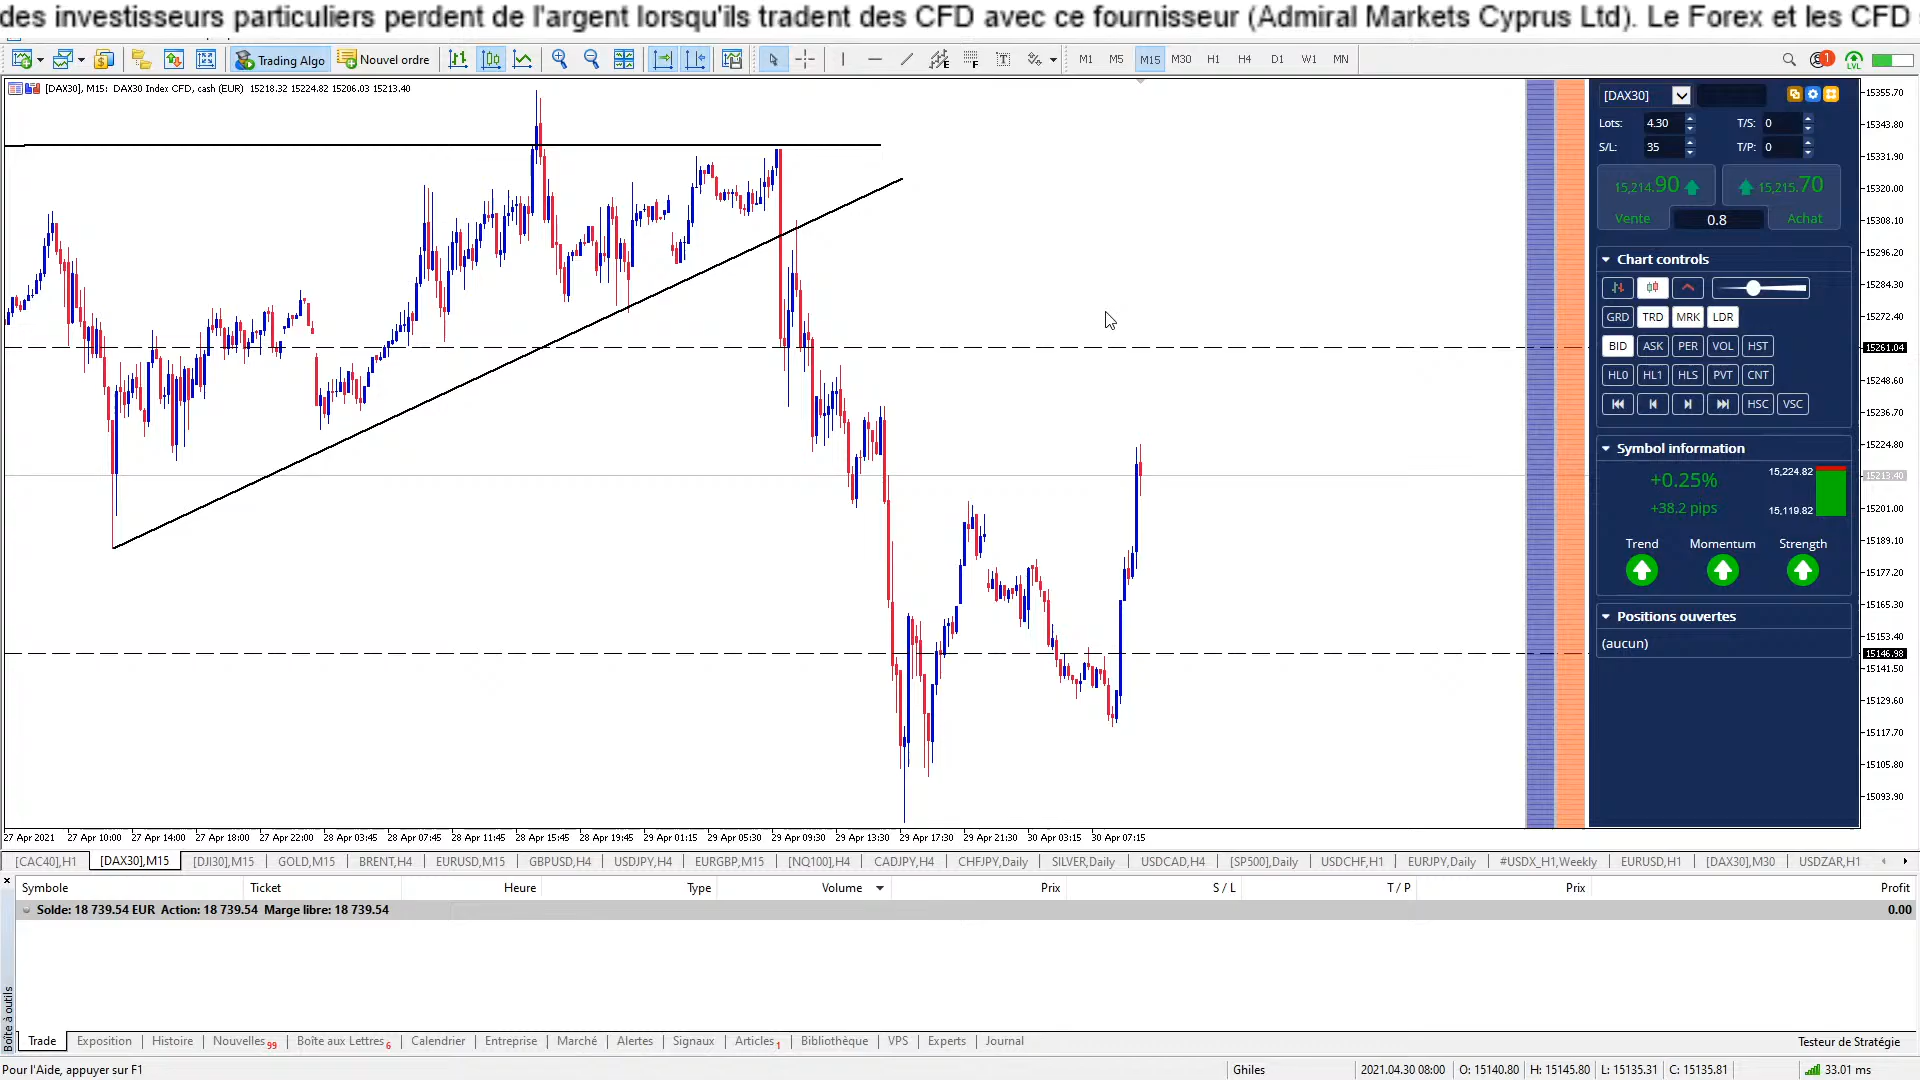 des investisseurs particuliers perdent de l'argent lorsqu'ils tradent des CFD avec ce fournisseur (Admiral Markets Cyprus Ltd). Le Forex et les CFD
Trading Algo Nouvel ordre M1 M5 M15 M30 H1 H4 D1 W1 MN 1 LVL
[DAX30], M15: DAX30 Index CFD, cash (EUR) 15218.32 15224.82 15206.03 15213.40
15355.70
15343.80
15331.90
15320.00
15308.10
15296.20
15284.30
15272.40
15261.04
15248.60
15236.70
15224.80
15213.40
15201.00
15189.10
15177.20
15165.30
15153.40
15146.98
15141.50
15129.60
15117.70
15105.80
15093.90
[DAX30]
Lots: 4.30 T/S: 0
S/L: 35 T/P: 0
15,214.90 15,215.70
Vente 0.8 Achat
Chart controls
GRD TRD MRK LDR
BID ASK PER VOL HST
HL0 HL1 HLS PVT CNT
HSC VSC
Symbol information
+0.25% 15,224.82
+38.2 pips 15,119.82
Trend Momentum Strength
Positions ouvertes
(aucun)
27 Apr 2021 27 Apr 10:00 27 Apr 14:00 27 Apr 18:00 27 Apr 22:00 28 Apr 03:45 28 Apr 07:45 28 Apr 11:45 28 Apr 15:45 28 Apr 19:45 29 Apr 01:15 29 Apr 05:30 29 Apr 09:30 29 Apr 13:30 29 Apr 17:30 29 Apr 21:30 30 Apr 03:15 30 Apr 07:15
[CAC40],H1 [DAX30],M15 [DJI30],M15 GOLD,M15 BRENT,H4 EURUSD,M15 GBPUSD,H4 USDJPY,H4 EURGBP,M15 [NQ100],H4 CADJPY,H4 CHFJPY,Daily SILVER,Daily USDCAD,H4 [SP500],Daily USDCHF,H1 EURJPY,Daily #USDX_H1,Weekly EURUSD,H1 [DAX30],M30 USDZAR,H1
Symbole Ticket Heure Type Volume Prix S / L T / P Prix Profit
Solde: 18 739.54 EUR Action: 18 739.54 Marge libre: 18 739.54 0.00
Boîte à outils
Trade Exposition Histoire Nouvelles 99 Boîte aux Lettres 6 Calendrier Entreprise Marché Alertes Signaux Articles 1 Bibliothèque VPS Experts Journal Testeur de Stratégie
Pour l'Aide, appuyer sur F1 Ghiles 2021.04.30 08:00 O: 15140.80 H: 15145.80 L: 15135.31 C: 15135.81 33.01 ms